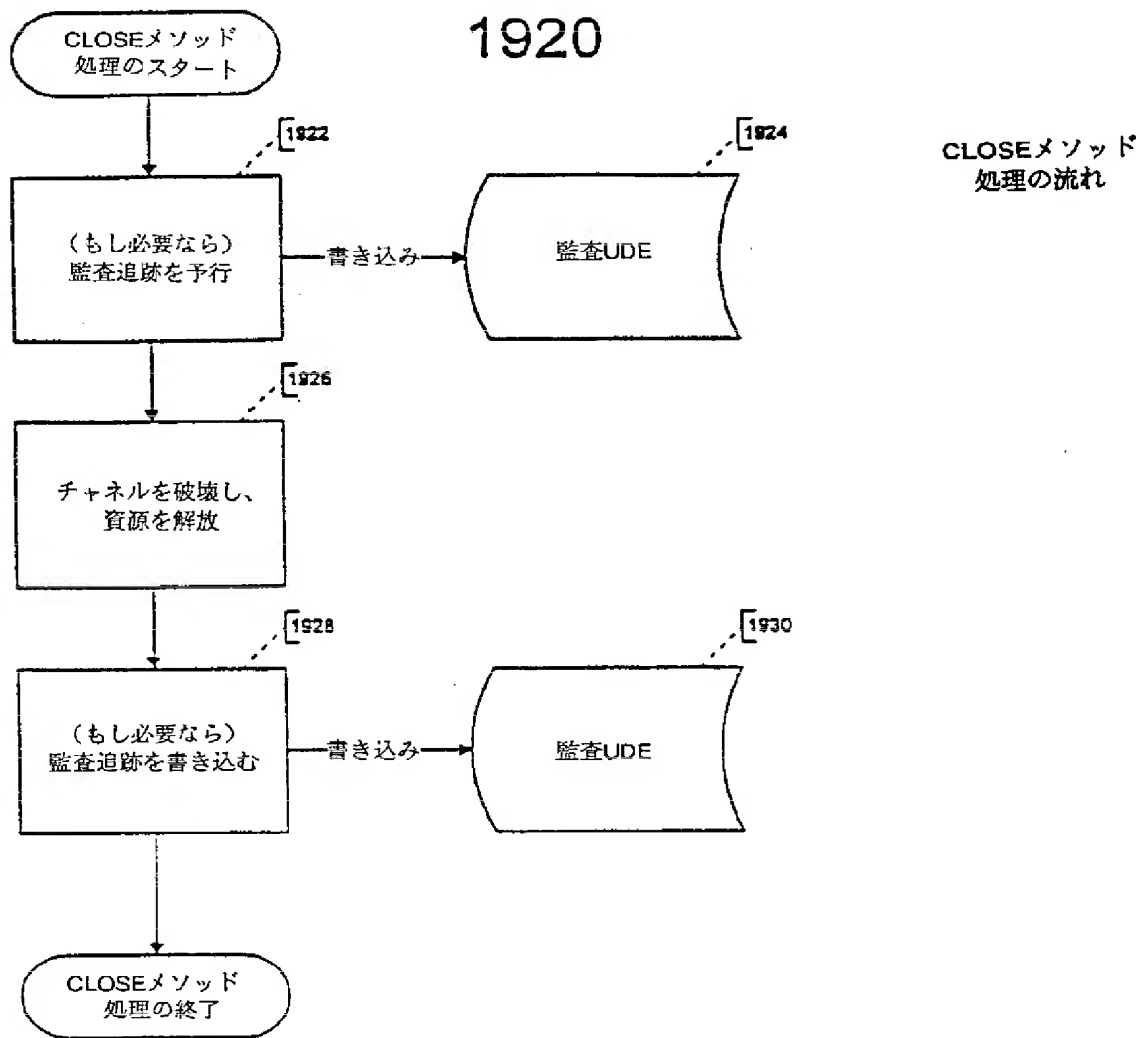 1920
CLOSEメソッド
処理のスタート
CLOSEメソッド
処理の流れ
1922
1924
（もし必要なら）
監査追跡を予行
書き込み
監査UDE
1926
チャネルを破壊し、
資源を解放
1928
1930
（もし必要なら）
監査追跡を書き込む
書き込み
監査UDE
CLOSEメソッド
処理の終了